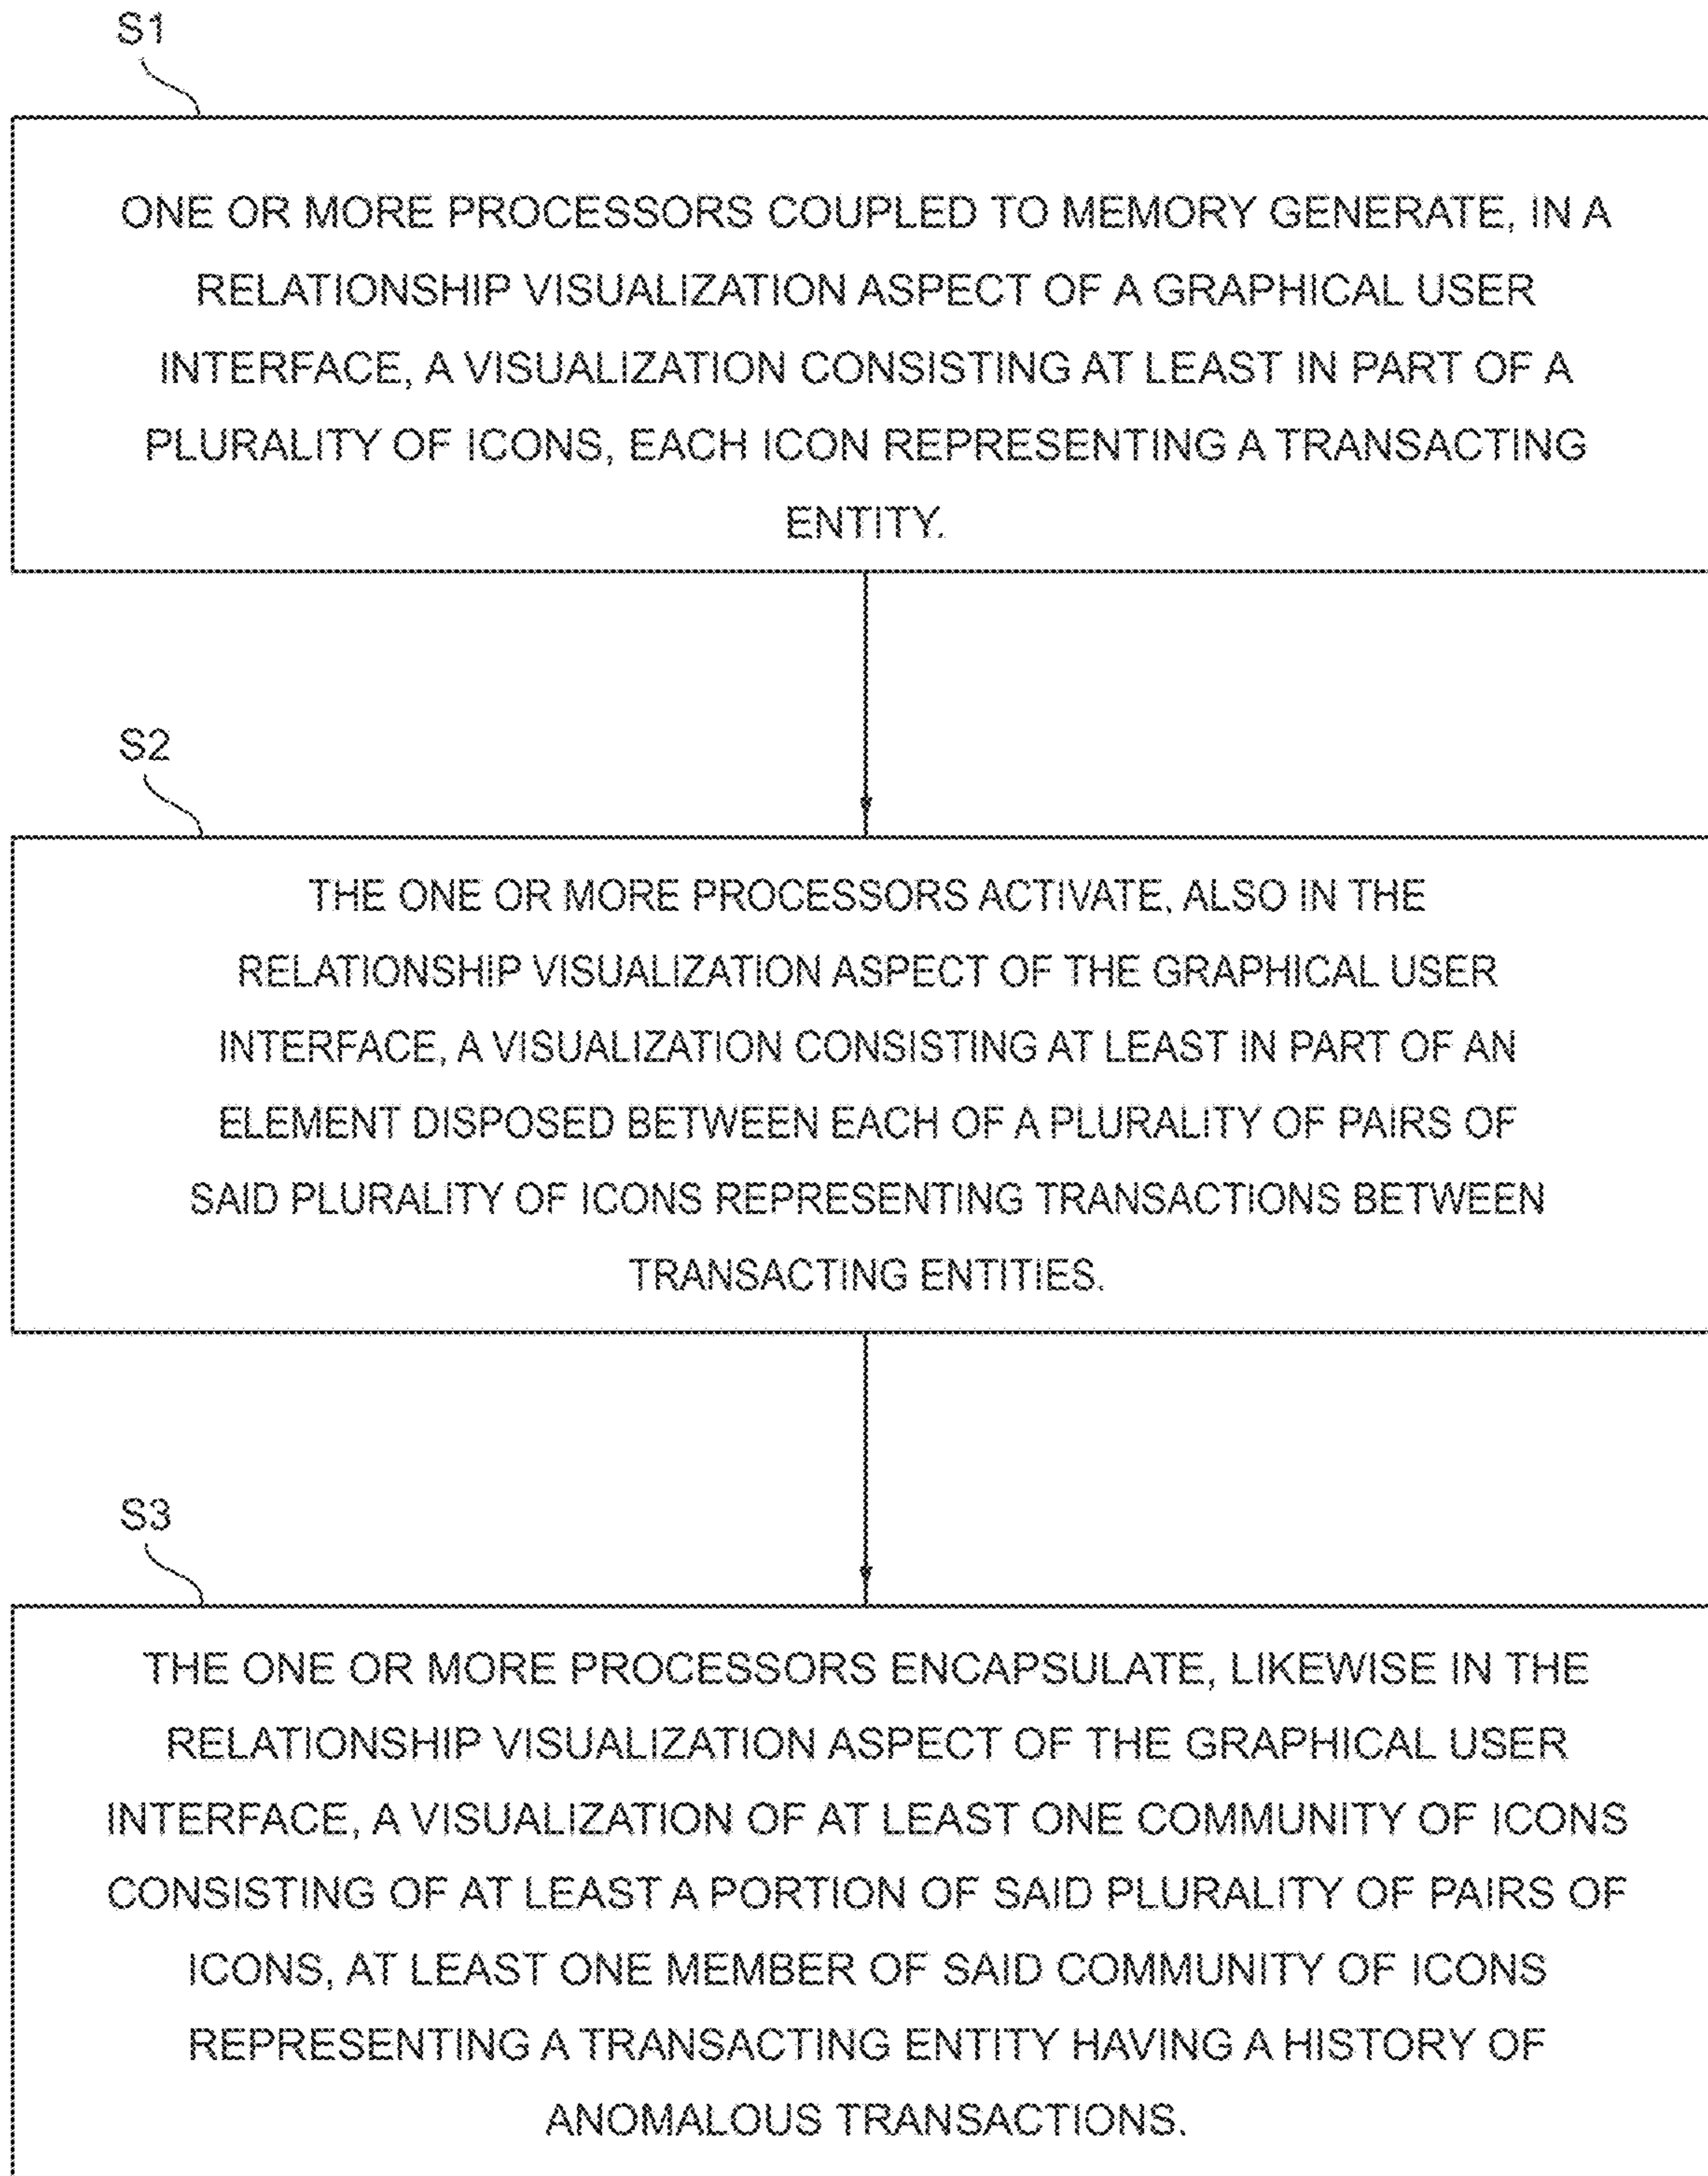 S1
ONE OR MORE PROCESSORS COUPLED TO MEMORY GENERATE, IN A
RELATIONSHIP VISUALIZATION ASPECT OF A GRAPHICAL USER
INTERFACE, A VISUALIZATION CONSISTING AT LEAST IN PART OF A
PLURALITY OF ICONS, EACH ICON REPRESENTING A TRANSACTING
ENTITY.
S2
THE ONE OR MORE PROCESSORS ACTIVATE, ALSO IN THE
RELATIONSHIP VISUALIZATION ASPECT OF THE GRAPHICAL USER
INTERFACE, A VISUALIZATION CONSISTING AT LEAST IN PART OF AN
ELEMENT DISPOSED BETWEEN EACH OF A PLURALITY OF PAIRS OF
SAID PLURALITY OF ICONS REPRESENTING TRANSACTIONS BETWEEN
TRANSACTING ENTITIES.
S3
THE ONE OR MORE PROCESSORS ENCAPSULATE, LIKEWISE IN THE
RELATIONSHIP VISUALIZATION ASPECT OF THE GRAPHICAL USER
INTERFACE, A VISUALIZATION OF AT LEAST ONE COMMUNITY OF ICONS
CONSISTING OF AT LEAST A PORTION OF SAID PLURALITY OF PAIRS OF
ICONS, AT LEAST ONE MEMBER OF SAID COMMUNITY OF ICONS
REPRESENTING A TRANSACTING ENTITY HAVING A HISTORY OF
ANOMALOUS TRANSACTIONS.